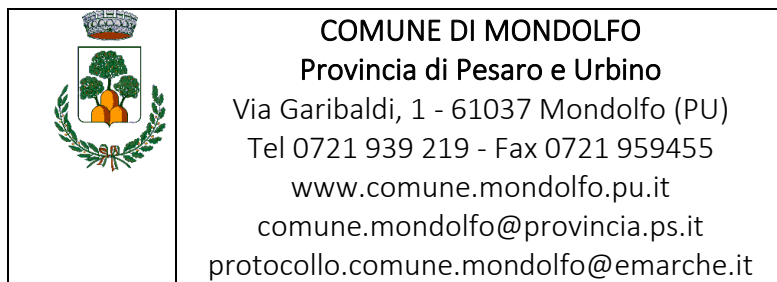 COMUNE DI MONDOLFO
Provincia di Pesaro e Urbino
Via Garibaldi, 1 - 61037 Mondolfo (PU)
Tel 0721 939 219 - Fax 0721 959455
www.comune.mondolfo.pu.it
comune.mondolfo@provincia.ps.it
protocollo.comune.mondolfo@emarche.it